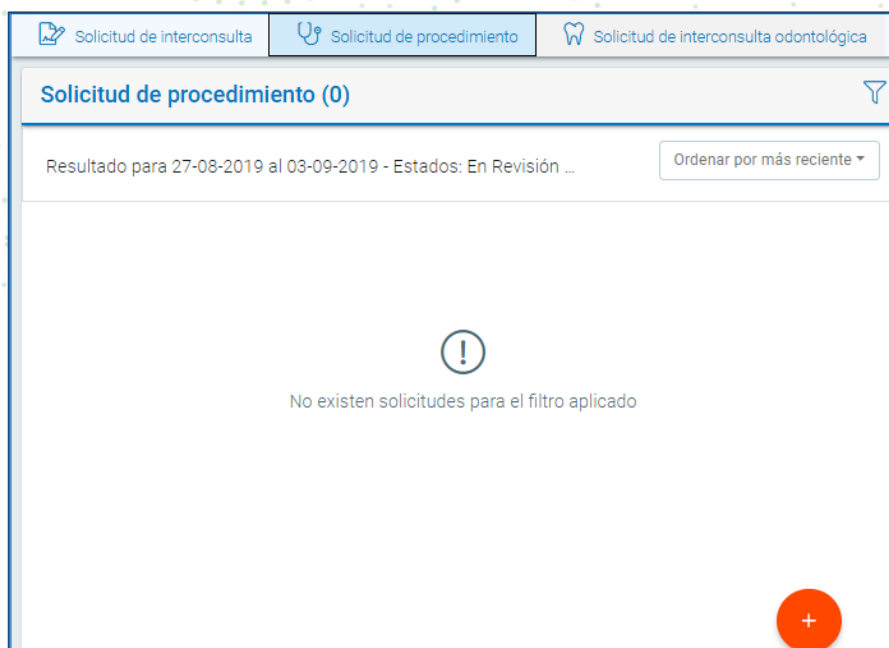 Solicitud de interconsulta
Solicitud de procedimiento
Solicitud de interconsulta odontológica
Solicitud de procedimiento (0)
Resultado para 27-08-2019 al 03-09-2019 - Estados: En Revisión ...
Ordenar por más reciente
No existen solicitudes para el filtro aplicado